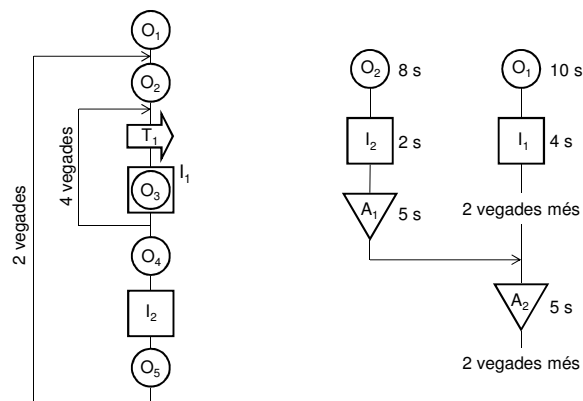 O1
2 vegades
O2
4 vegades
T1
O3
I1
O4
I2
O5
O2 8 s
I2 2 s
A1 5 s
O1 10 s
I1 4 s
2 vegades més
A2 5 s
2 vegades més